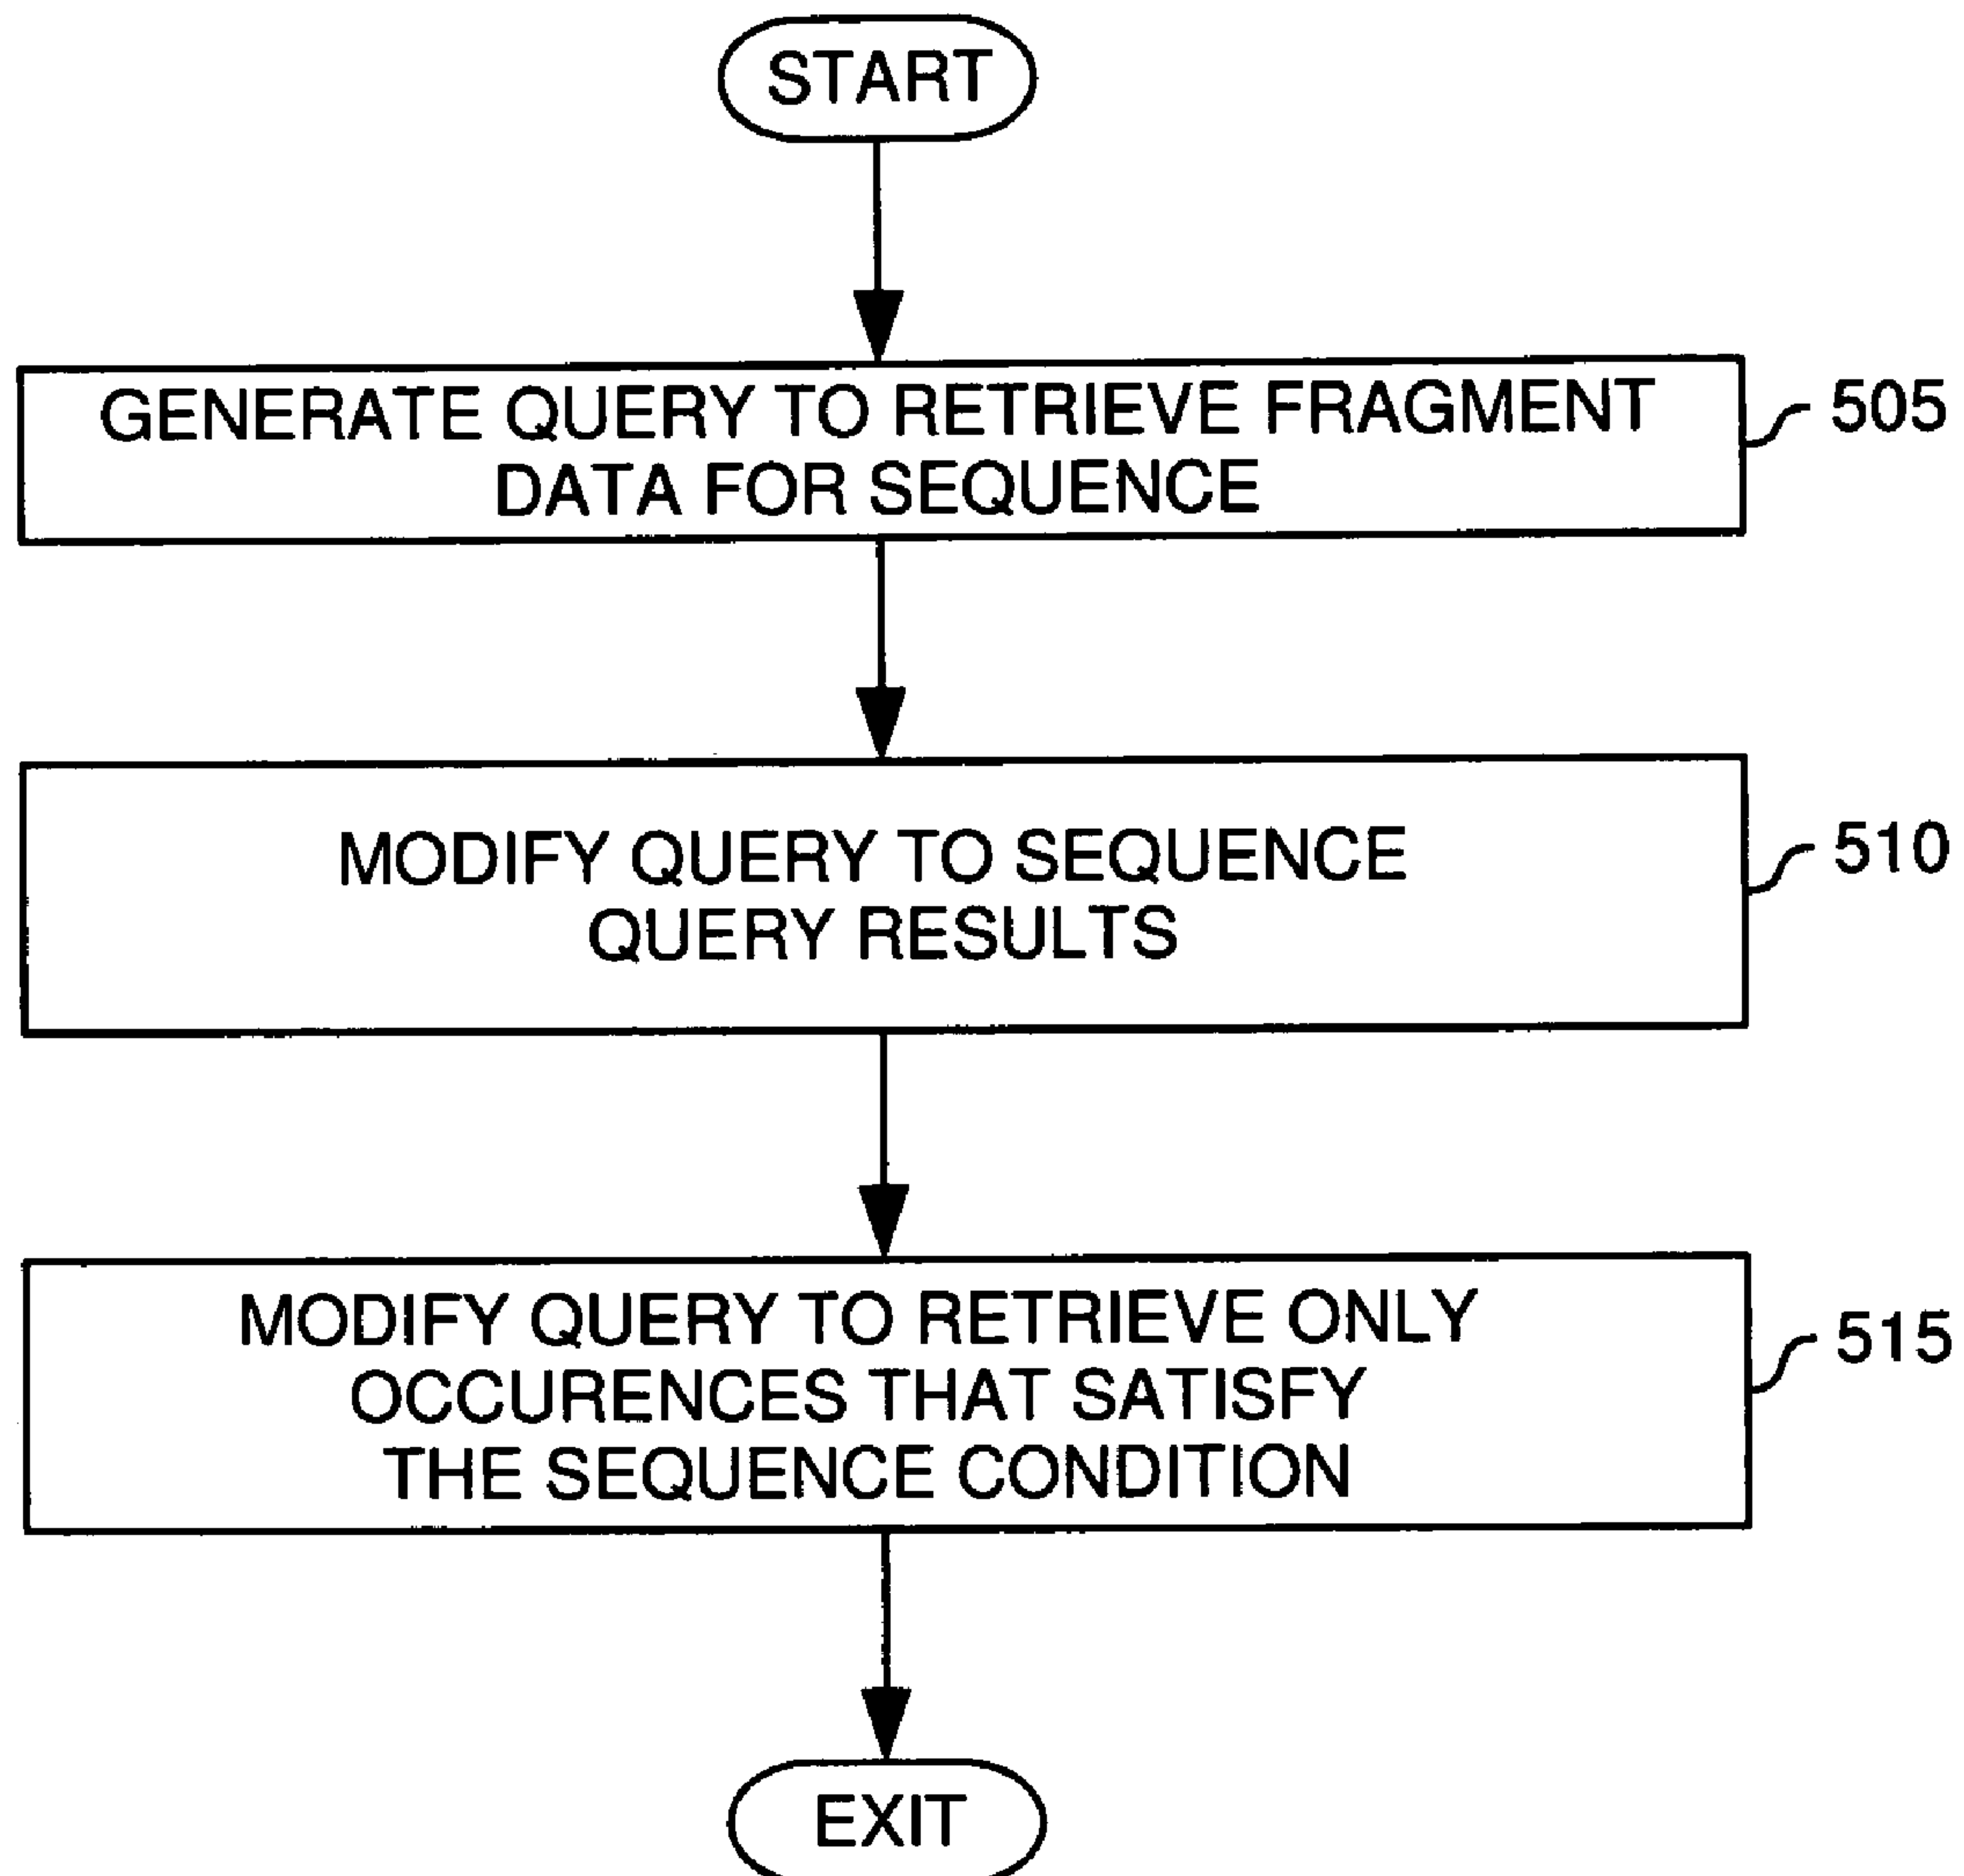 START
GENERATE QUERY TO RETRIEVE FRAGMENT
DATA FOR SEQUENCE
505
MODIFY QUERY TO SEQUENCE
QUERY RESULTS
510
MODIFY QUERY TO RETRIEVE ONLY
OCCURENCES THAT SATISFY
THE SEQUENCE CONDITION
515
EXIT